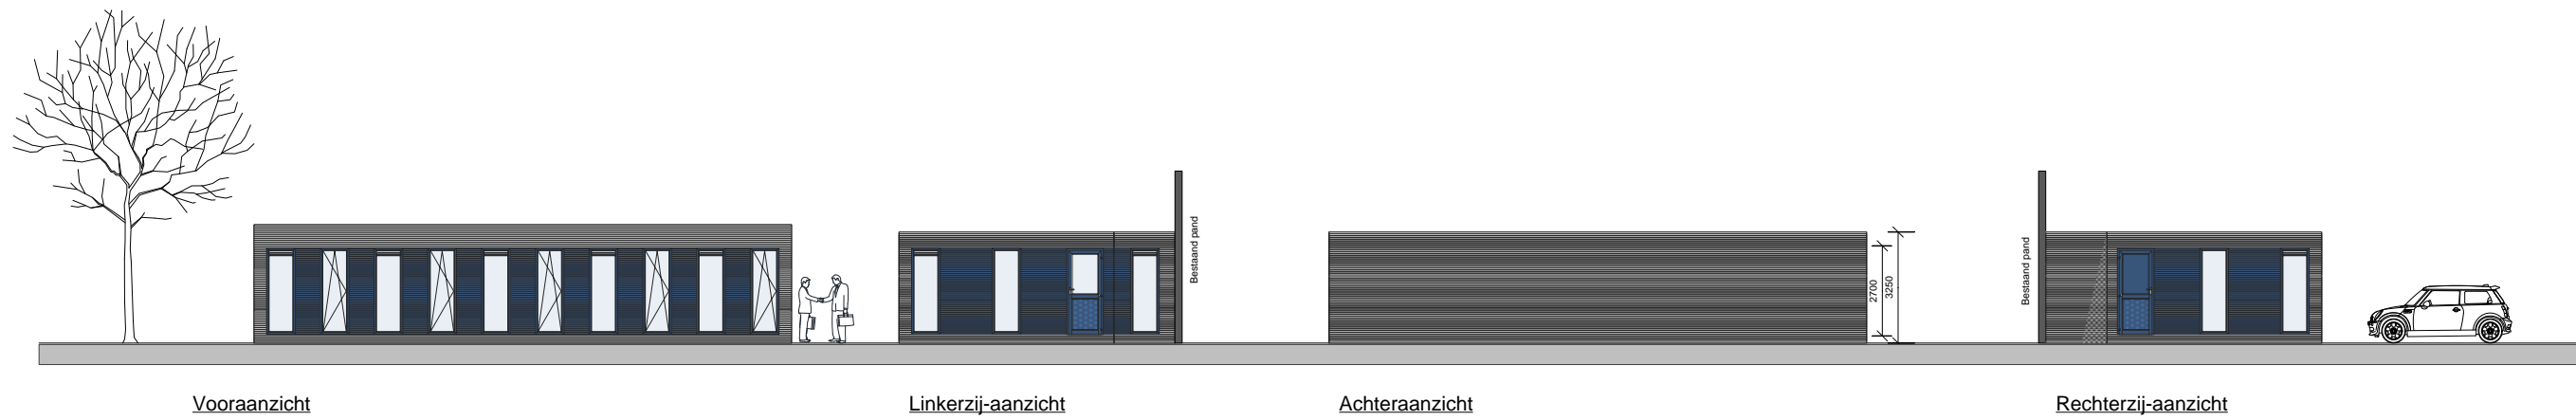 Bestaand pand
2700
3250
Bestaand pand
Vooraanzicht
Linkerzij-aanzicht
Achteraanzicht
Rechterzij-aanzicht